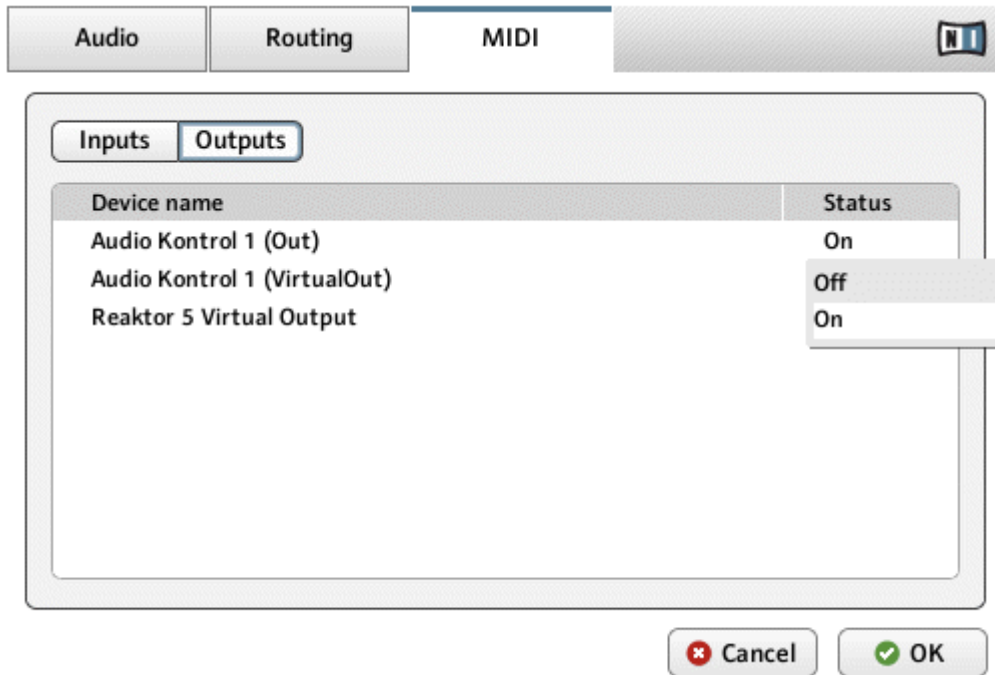 Audio Routing MIDI NI
Inputs Outputs
Device name Status
Audio Kontrol 1 (Out) On
Audio Kontrol 1 (VirtualOut) Off
Reaktor 5 Virtual Output On
Cancel OK